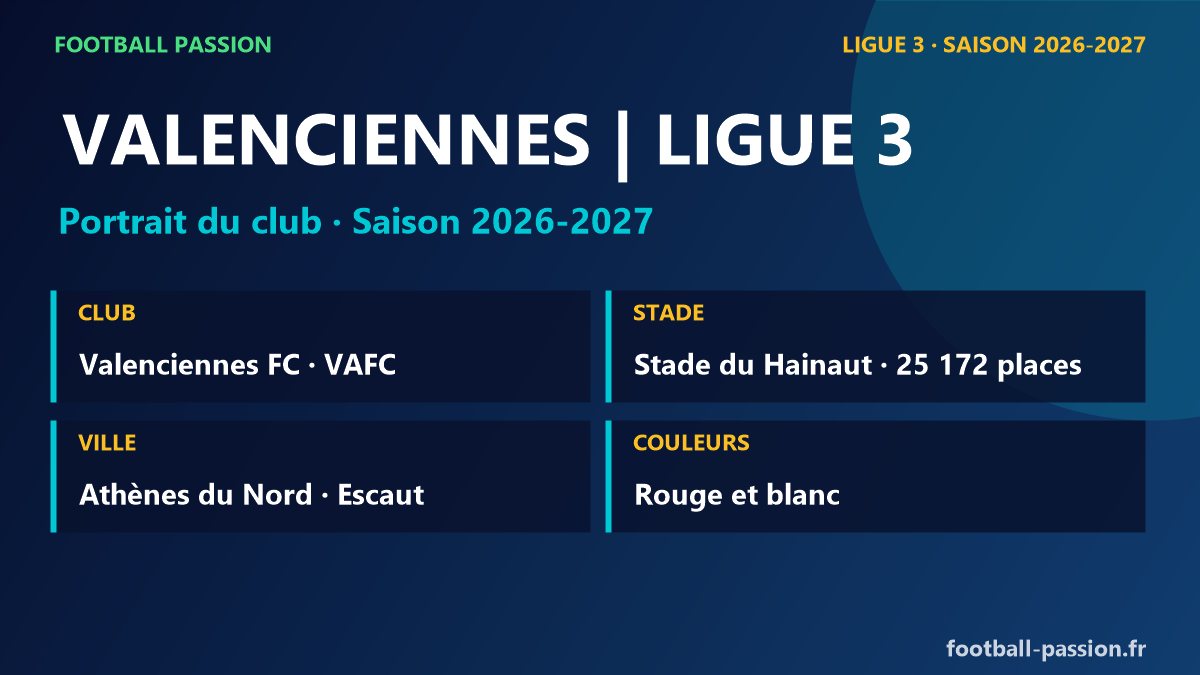 FOOTBALL PASSION
LIGUE 3 · SAISON 2026-2027
VALENCIENNES | LIGUE 3
Portrait du club · Saison 2026-2027
CLUB
Valenciennes FC · VAFC
STADE
Stade du Hainaut · 25 172 places
VILLE
Athènes du Nord · Escaut
COULEURS
Rouge et blanc
football-passion.fr